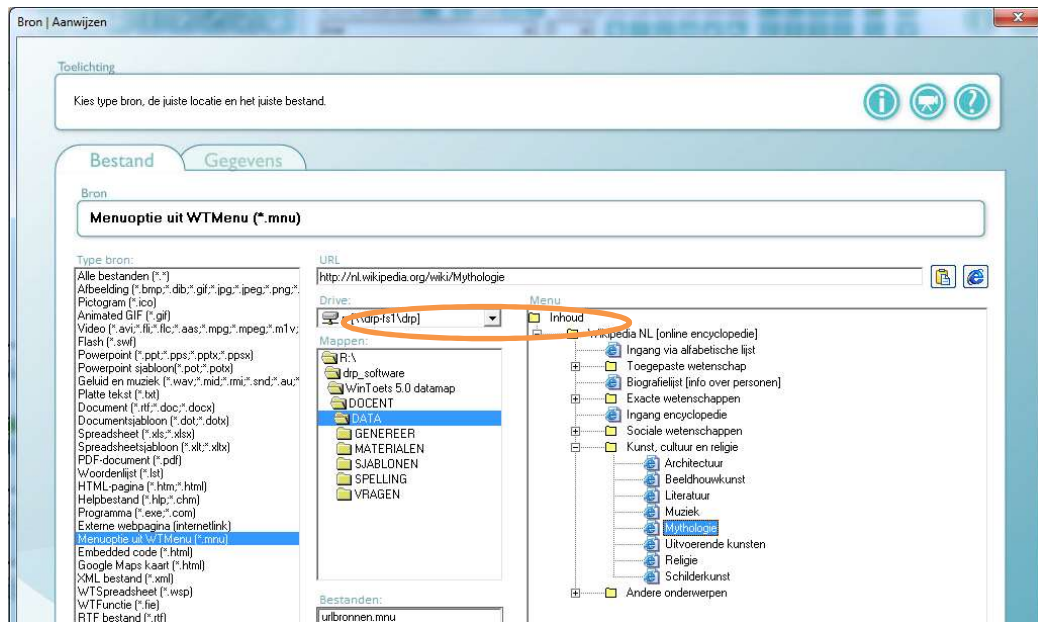 Bron | Aanwijzen
Toelichting
Kies type bron, de juiste locatie en het juiste bestand.
Bestand
Gegevens
Bron
Menuoptie uit WTMenu (*.mnu)
Type bron:
Alle bestanden (*.*)
Afbeelding (*.bmp;*.dib;*.gif;*.jpg;*.jpeg;*.png;*.
Pictogram (*.ico)
Animated GIF (*.gif)
Video (*.avi;*.fli;*.flc;*.aas;*.mpg;*.mpeg;*.m1v;
Flash (*.swf)
Powerpoint (*.ppt;*.pps;*.pptx;*.ppsx)
Powerpoint sjabloon(*.pot;*.potx)
Geluid en muziek (*.wav;*.mid;*.rmi;*.snd;*.au;*
Platte tekst (*.txt)
Document (*.rtf;*.doc;*.docx)
Documentsjabloon (*.dot;*.dotx)
Spreadsheet (*.xls;*.xlsx)
Spreadsheetsjabloon (*.xlt;*.xltx)
PDF-document (*.pdf)
Woordenlijst (*.lst)
HTML-pagina (*.htm;*.html)
Helpbestand (*.hlp;*.chm)
Programma (*.exe;*.com)
Externe webpagina (internetlink)
Menuoptie uit WTMenu (*.mnu)
Embedded code (*.html)
Google Maps kaart (*.html)
XML bestand (*.xml)
WTSpreadsheet (*.wsp)
WTFunctie (*.fie)
RTF bestand (*.rtf)
URL
http://nl.wikipedia.org/wiki/Mythologie
Drive:
[\\drp-fs1\drp]
Mappen:
R:\
drp_software
WinToets 5.0 datamap
DOCENT
DATA
GENEREER
MATERIALEN
SJABLONEN
SPELLING
VRAGEN
Bestanden:
urlbronnen.mnu
Menu
Inhoud
Wikipedia NL [online encyclopedie]
Ingang via alfabetische lijst
Toegepaste wetenschap
Biografielijst [info over personen]
Exacte wetenschappen
Ingang encyclopedie
Sociale wetenschappen
Kunst, cultuur en religie
Architectuur
Beeldhouwkunst
Literatuur
Muziek
Mythologie
Uitvoerende kunsten
Religie
Schilderkunst
Andere onderwerpen